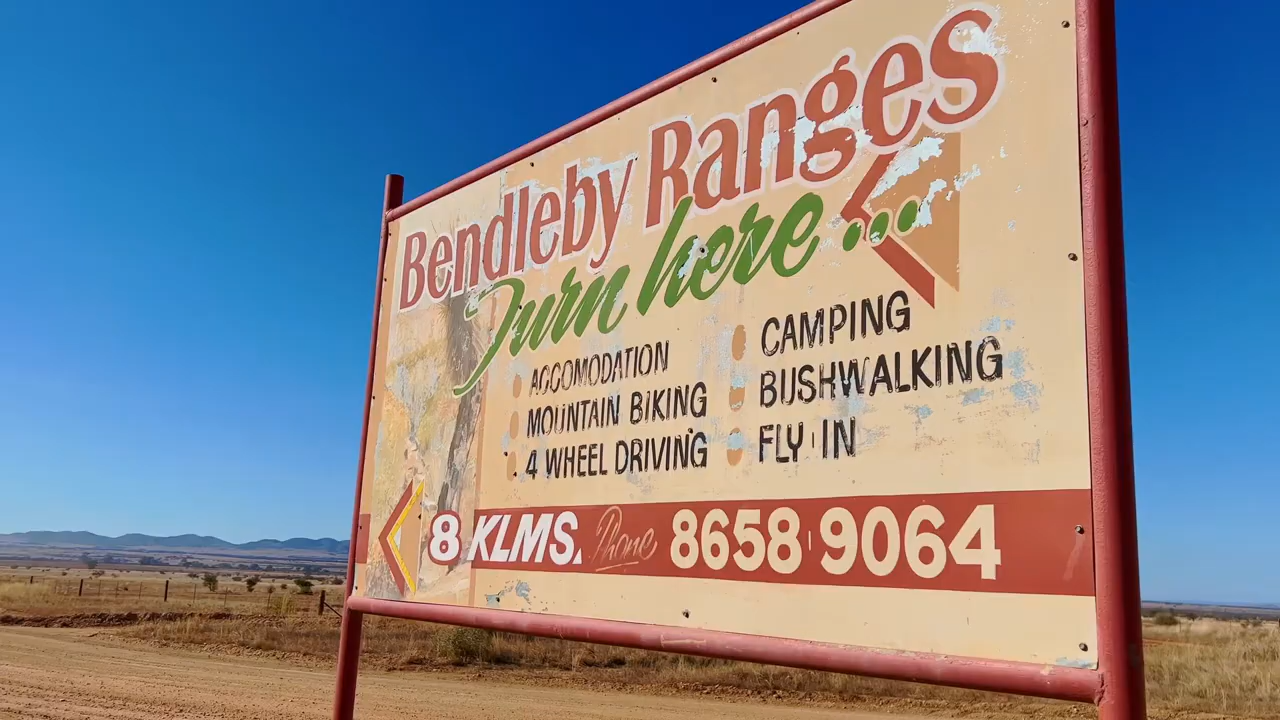 Bendleby Ranges
Turn here...
ACCOMODATION
MOUNTAIN BIKING
4 WHEEL DRIVING
CAMPING
BUSHWALKING
FLY IN
8 KLMS. Phone 8658 9064